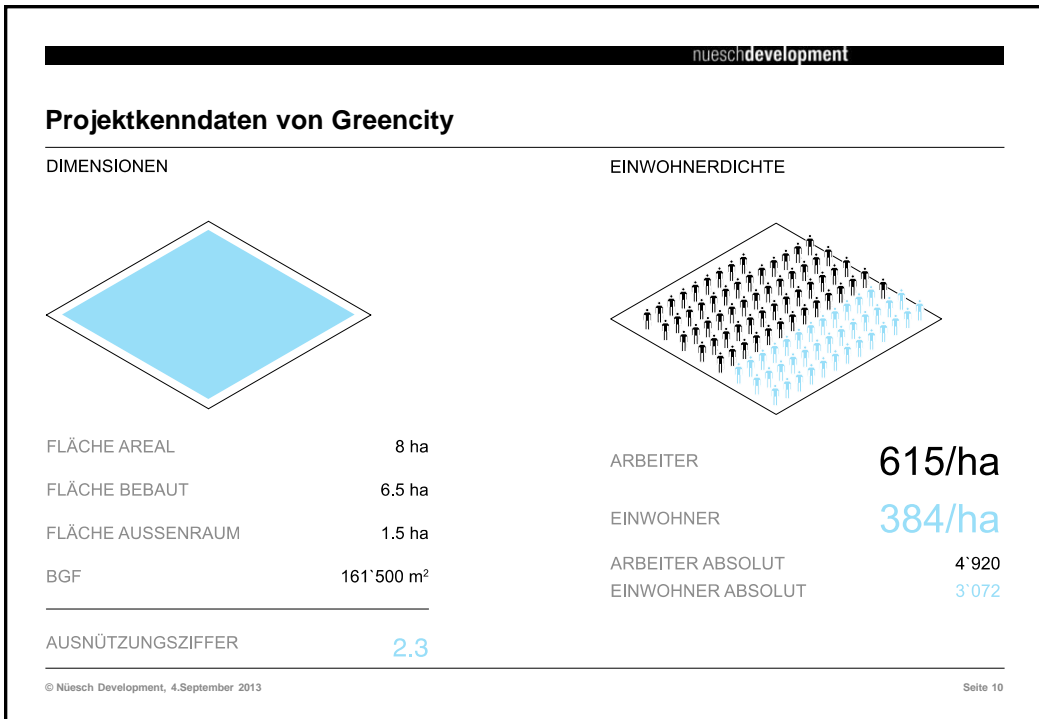 nueschdevelopment
Projektkenndaten von Greencity
DIMENSIONEN
FLÄCHE AREAL 8 ha
FLÄCHE BEBAUT 6.5 ha
FLÄCHE AUSSENRAUM 1.5 ha
BGF 161`500 m²
AUSNÜTZUNGSZIFFER 2.3
EINWOHNERDICHTE
ARBEITER 615/ha
EINWOHNER 384/ha
ARBEITER ABSOLUT 4`920
EINWOHNER ABSOLUT 3`072
© Nüesch Development, 4.September 2013 Seite 10